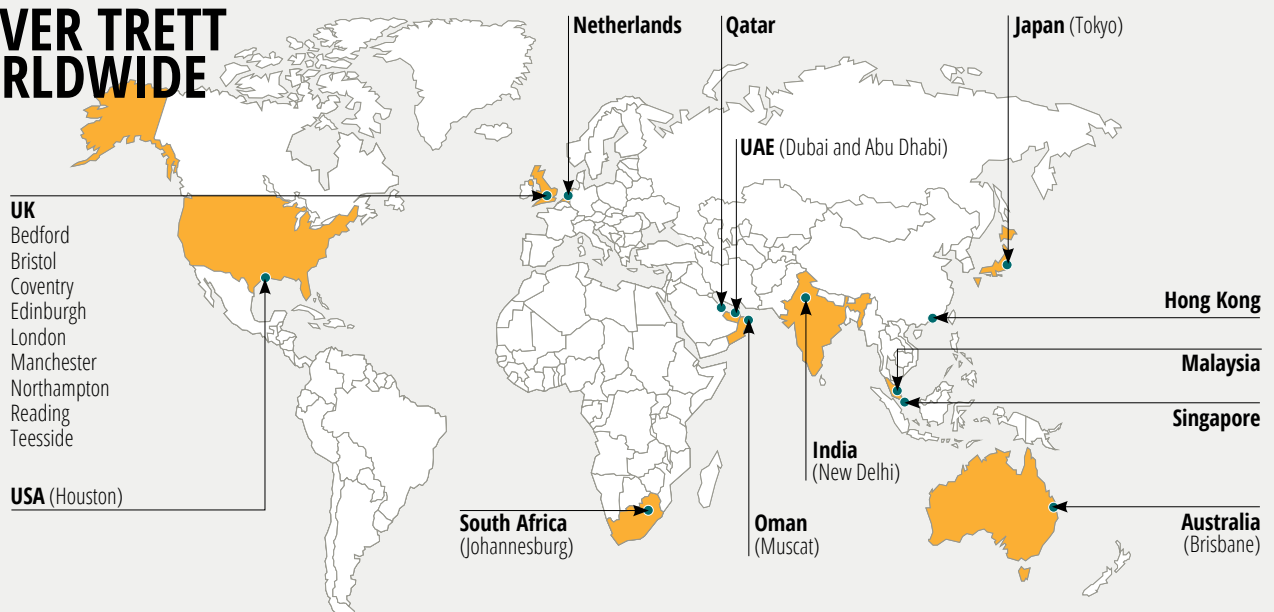 VER TRETT
RLDWIDE
Netherlands
Qatar
Japan (Tokyo)
UAE (Dubai and Abu Dhabi)
UK
Bedford
Bristol
Coventry
Edinburgh
London
Manchester
Northampton
Reading
Teesside
USA (Houston)
South Africa
(Johannesburg)
Oman
(Muscat)
India
(New Delhi)
Hong Kong
Malaysia
Singapore
Australia
(Brisbane)